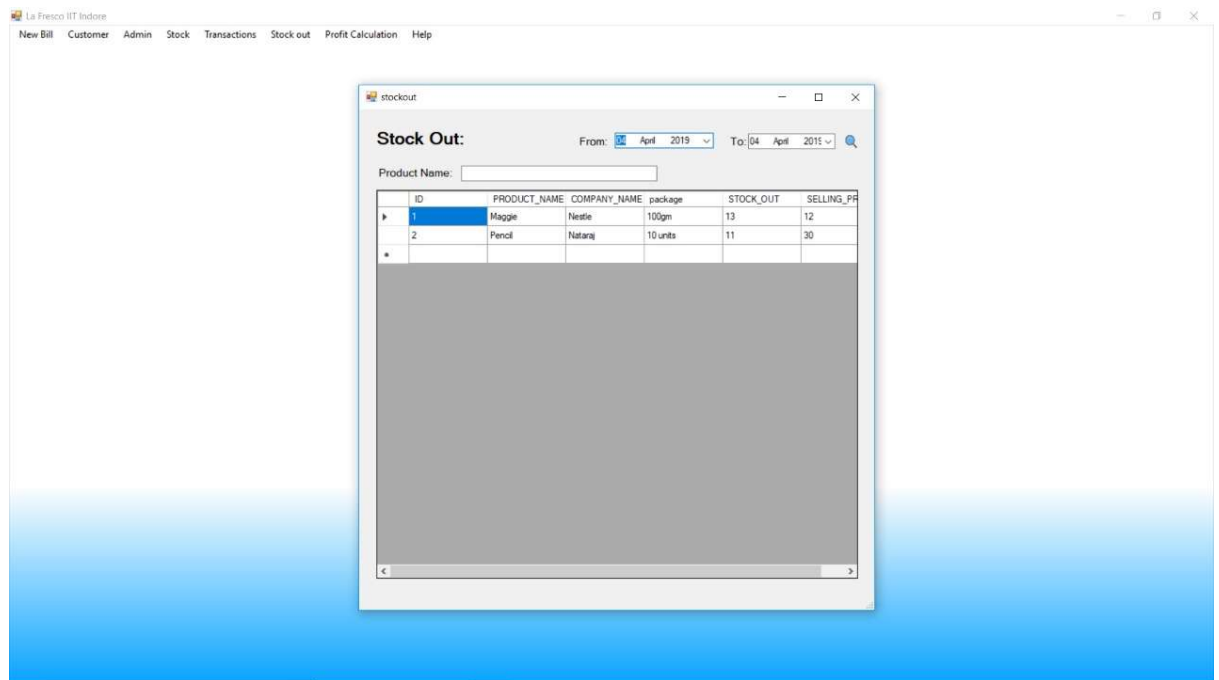 La Fresco IIT Indore
New Bill Customer Admin Stock Transactions Stock out Profit Calculation Help
stockout
Stock Out: From: 04 April 2019 To: 04 April 2019
Product Name:
ID PRODUCT_NAME COMPANY_NAME package STOCK_OUT SELLING_PR
1 Maggie Nestle 100gm 13 12
2 Pencil Nataraj 10 units 11 30